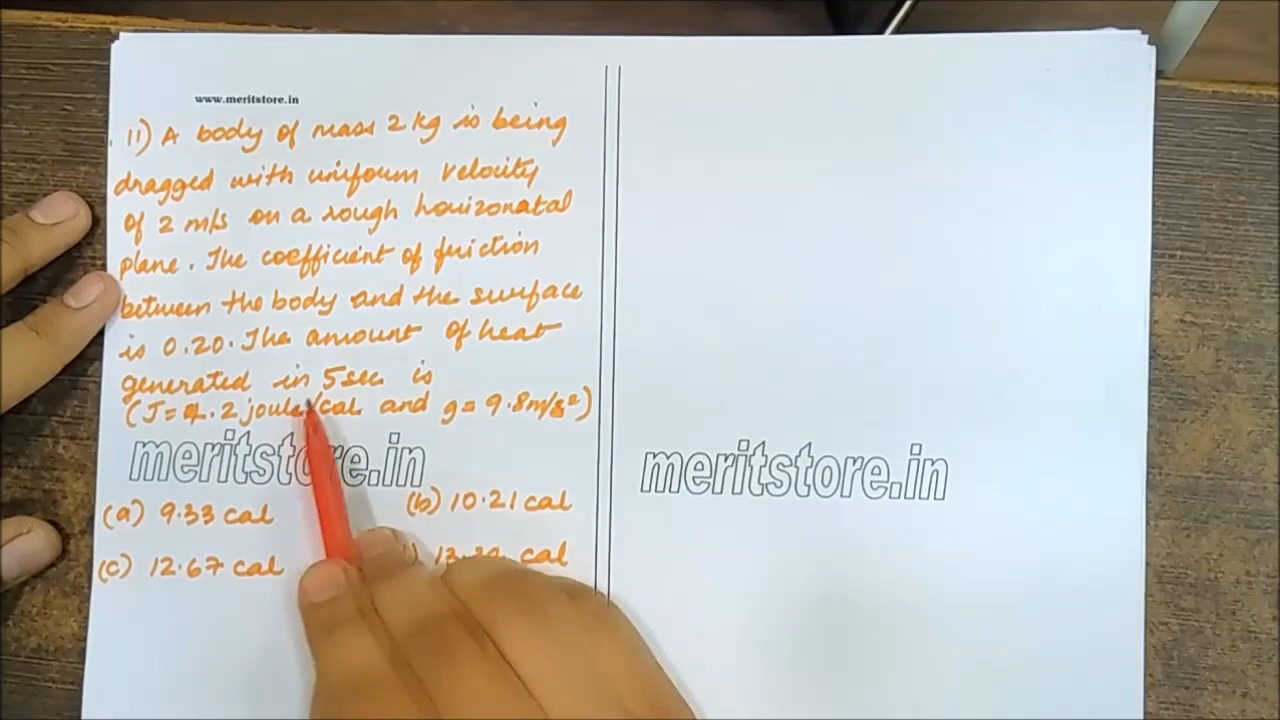 www.meritstore.in
11) A body of mass 2 kg is being
dragged with uniform velocity
of 2 m/s on a rough houizonatal
plane. The coefficient of friction
between the body and the surface
is 0.20. The amount of heat
generated in 5 sec is
(J = 4.2 joule/cal and g = 9.8 m/s²)
meritstore.in
meritstore.in
(a) 9.33 cal
(b) 10.21 cal
(c) 12.67 cal
cal